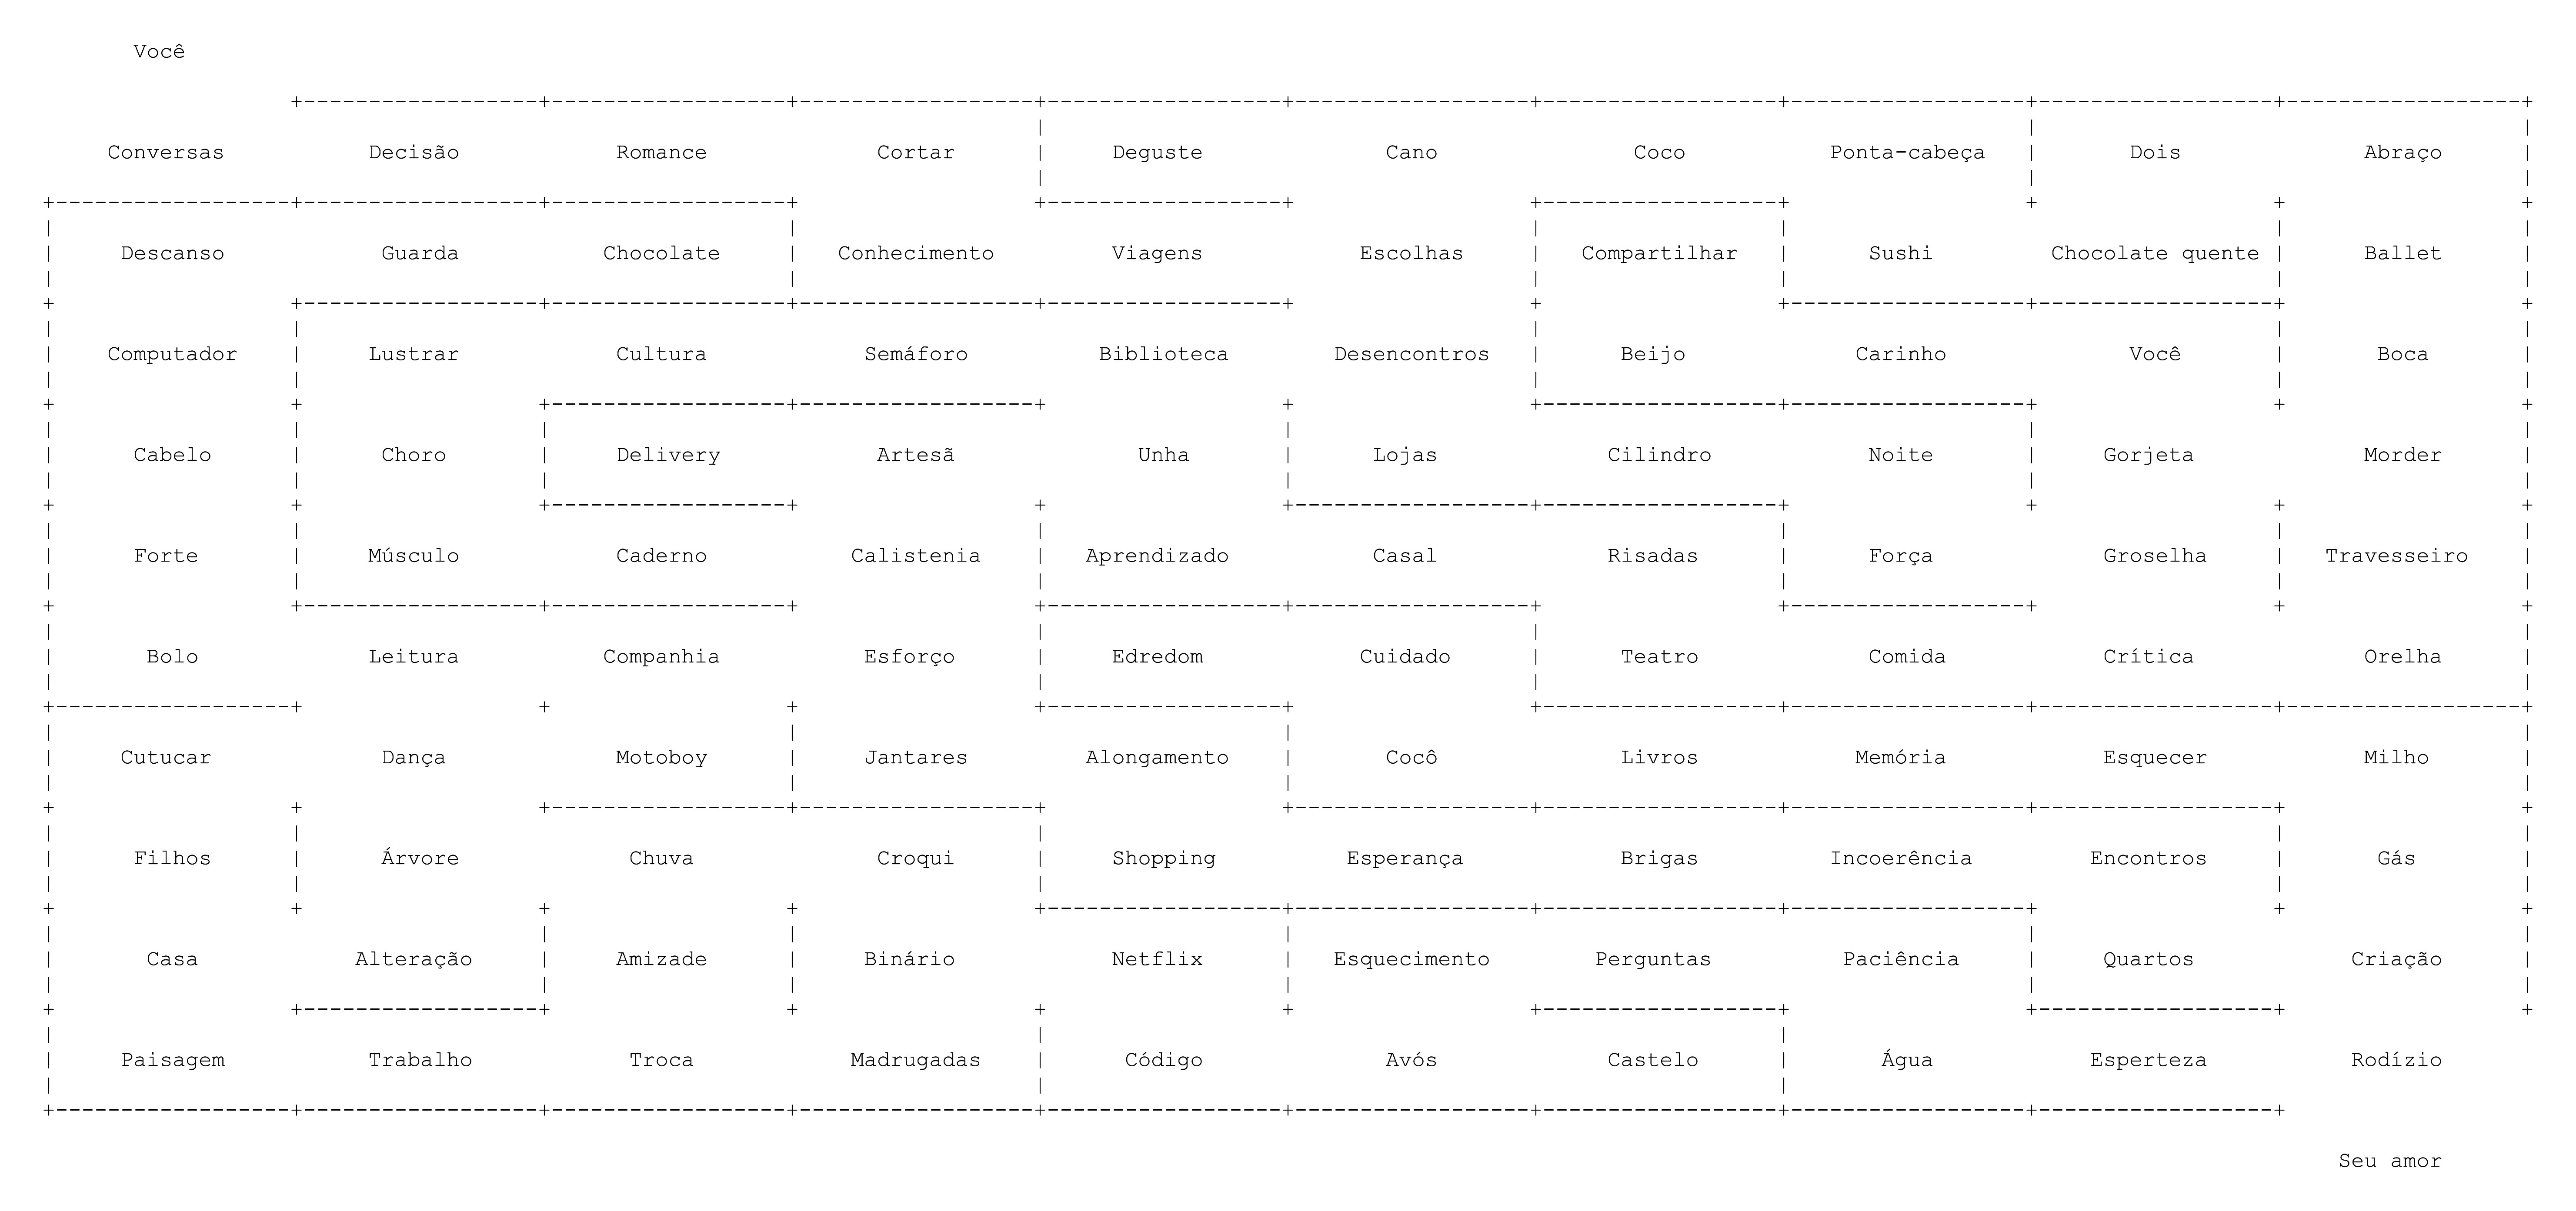 Você
Conversas Decisão Romance Cortar Deguste Cano Coco Ponta-cabeça Dois Abraço
Descanso Guarda Chocolate Conhecimento Viagens Escolhas Compartilhar Sushi Chocolate quente Ballet
Computador Lustrar Cultura Semáforo Biblioteca Desencontros Beijo Carinho Você Boca
Cabelo Choro Delivery Artesã Unha Lojas Cilindro Noite Gorjeta Morder
Forte Músculo Caderno Calistenia Aprendizado Casal Risadas Força Groselha Travesseiro
Bolo Leitura Companhia Esforço Edredom Cuidado Teatro Comida Crítica Orelha
Cutucar Dança Motoboy Jantares Alongamento Cocô Livros Memória Esquecer Milho
Filhos Árvore Chuva Croqui Shopping Esperança Brigas Incoerência Encontros Gás
Casa Alteração Amizade Binário Netflix Esquecimento Perguntas Paciência Quartos Criação
Paisagem Trabalho Troca Madrugadas Código Avós Castelo Água Esperteza Rodízio
Seu amor